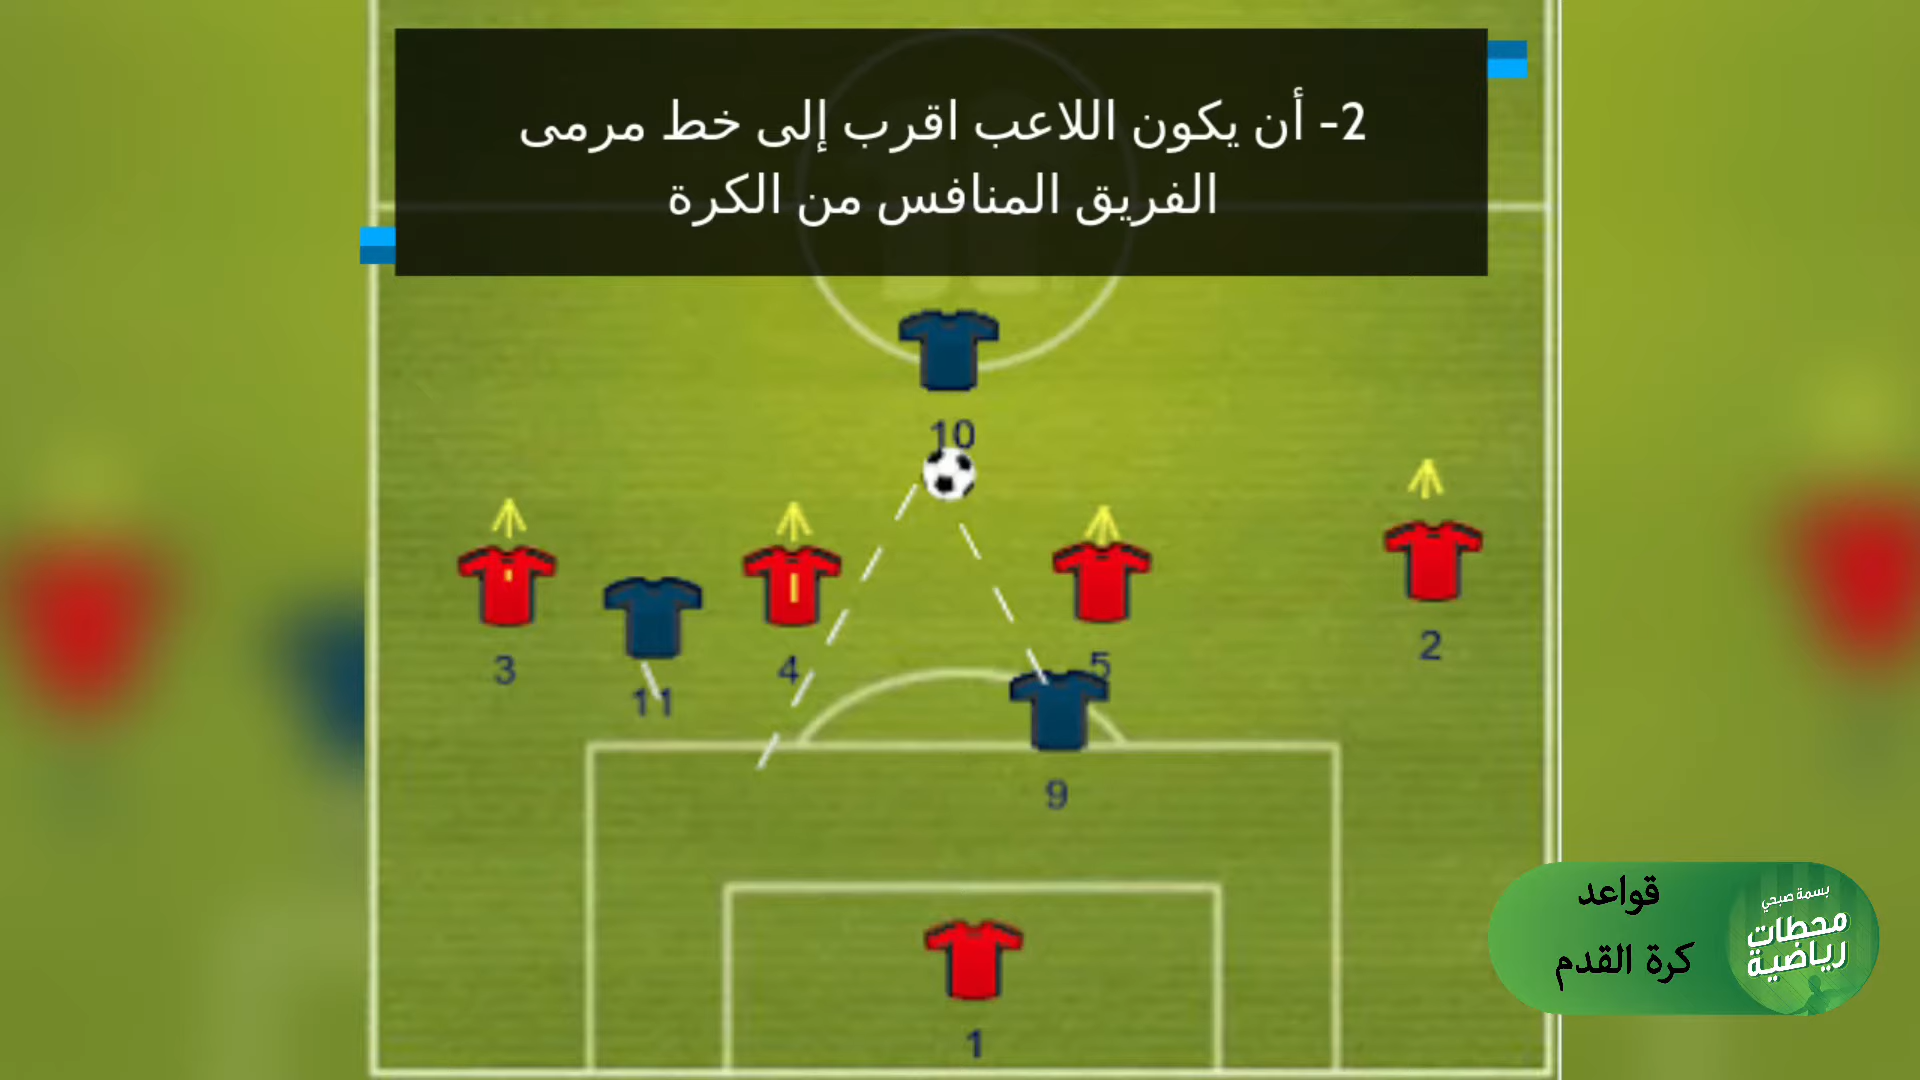 2- أن يكون اللاعب اقرب إلى خط مرمى
الفريق المنافس من الكرة
10
3
11
4
5
2
9
1
قواعد
كرة القدم
بسمة صبحي
محطات
رياضية